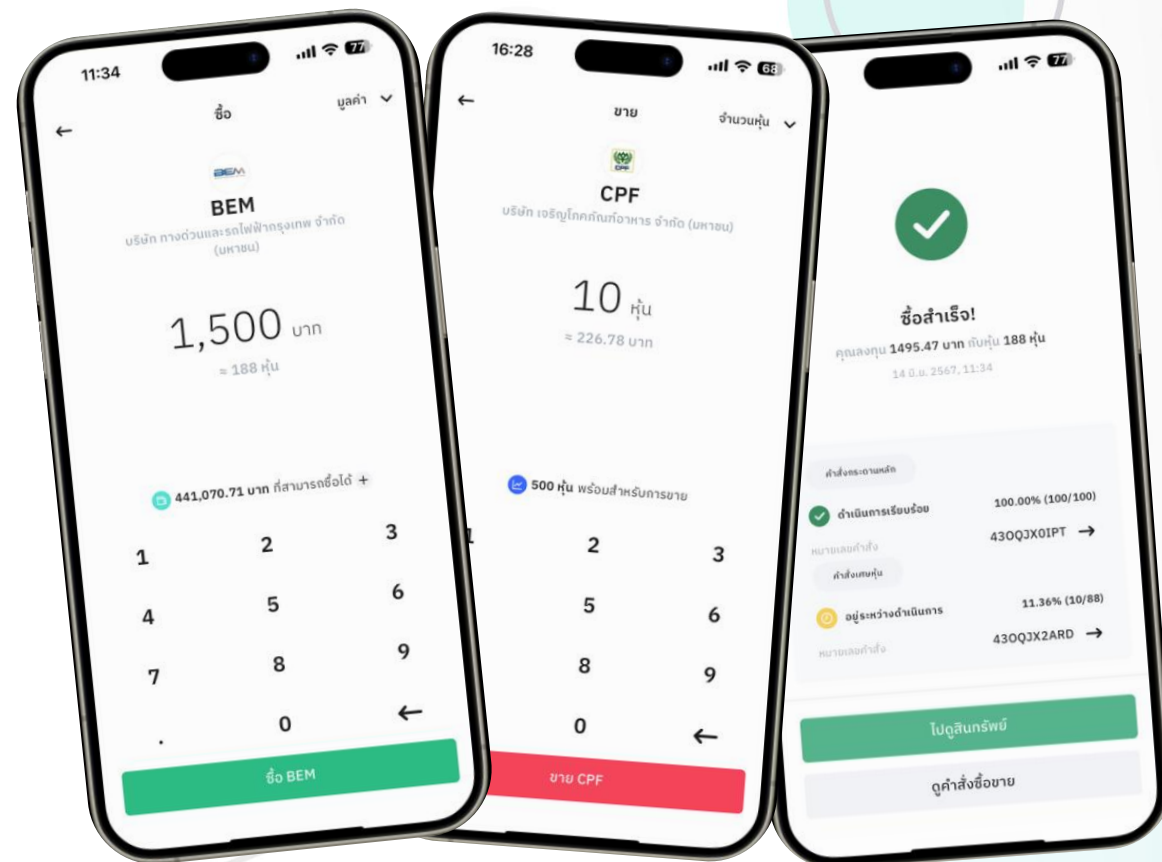 11:34
77
ซื้อ
มูลค่า
BEM
BEM
บริษัท ทางด่วนและรถไฟฟ้ากรุงเทพ จำกัด
(มหาชน)
1,500 บาท
≈ 188 หุ้น
441,070.71 บาท ที่สามารถซื้อได้ +
1 2 3
4 5 6
7 8 9
. 0 ←
ซื้อ BEM
16:28
68
←
ขาย
จำนวนหุ้น
CPF
CPF
บริษัท เจริญโภคภัณฑ์อาหาร จำกัด (มหาชน)
10 หุ้น
≈ 226.78 บาท
500 หุ้น พร้อมสำหรับการขาย
1 2 3
5 6
8 9
0 ←
ขาย CPF
77
ซื้อสำเร็จ!
คุณลงทุน 1495.47 บาท กับหุ้น 188 หุ้น
14 มิ.ย. 2567, 11:34
คำสั่งกระดานหลัก
ดำเนินการเรียบร้อย 100.00% (100/100)
หมายเลขคำสั่ง 43OQJX0IPT →
คำสั่งเศษหุ้น
อยู่ระหว่างดำเนินการ 11.36% (10/88)
หมายเลขคำสั่ง 43OQJX2ARD →
ไปดูสินทรัพย์
ดูคำสั่งซื้อขาย